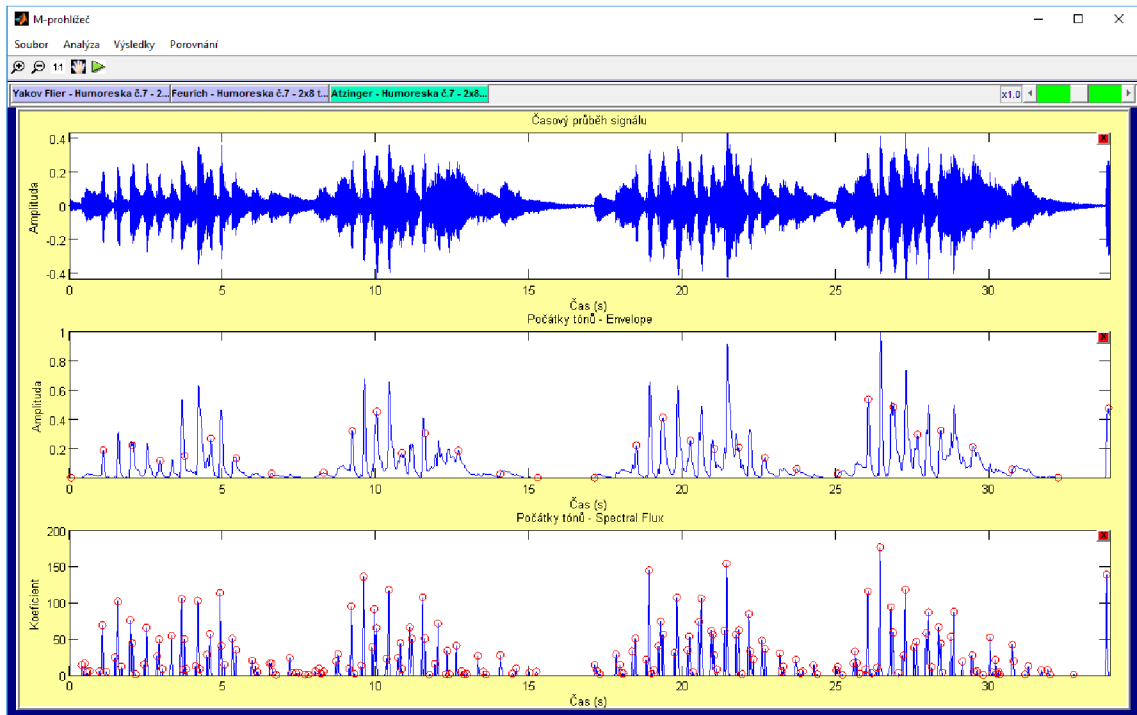 M-prohlížeč
Soubor Analýza Výsledky Porovnání
1:1
Yakov Flier - Humoreska č.7 - 2... Feurich - Humoreska č.7 - 2x8 t... Atzinger - Humoreska č.7 - 2x8... x1.0
Časový průběh signálu
X
0.4
0.2
0
-0.2
-0.4
Amplituda
0 5 10 15 20 25 30
Čas (s)
Počátky tónů - Envelope
X
1
0.8
0.6
0.4
0.2
Amplituda
0 5 10 15 20 25 30
Čas (s)
Počátky tónů - Spectral Flux
X
200
150
100
50
0
Koeficient
0 5 10 15 20 25 30
Čas (s)